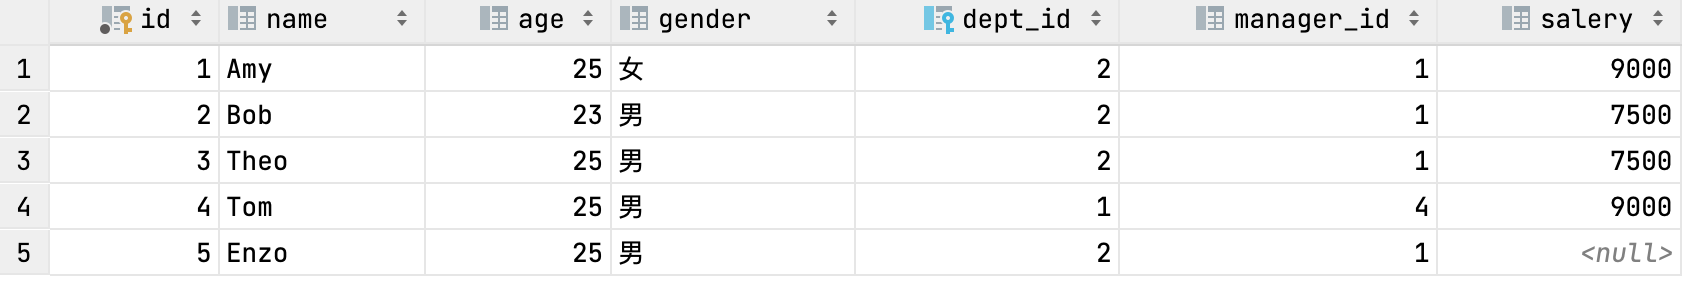 id name age gender dept_id manager_id salery
1 1 Amy 25 女 2 1 9000
2 2 Bob 23 男 2 1 7500
3 3 Theo 25 男 2 1 7500
4 4 Tom 25 男 1 4 9000
5 5 Enzo 25 男 2 1 <null>